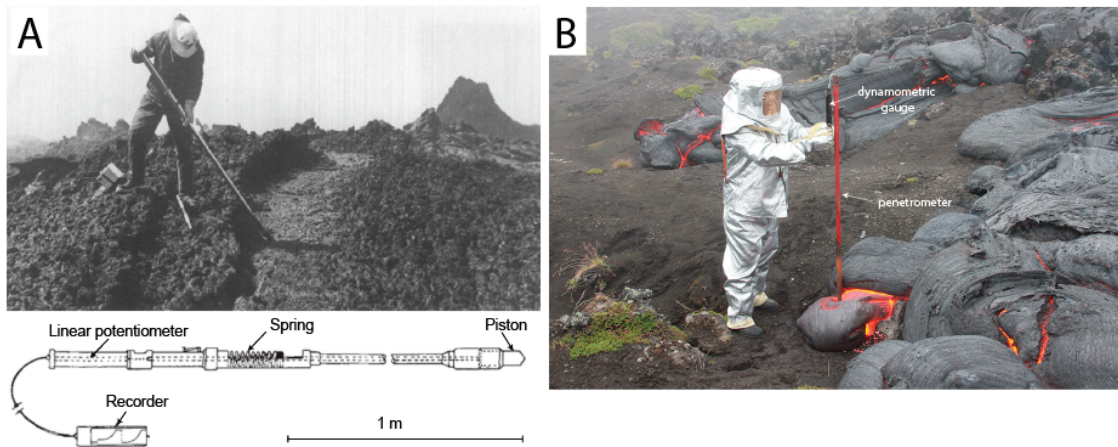 A
B
dynamometric
gauge
penetrometer
Linear potentiometer
Spring
Piston
Recorder
1 m